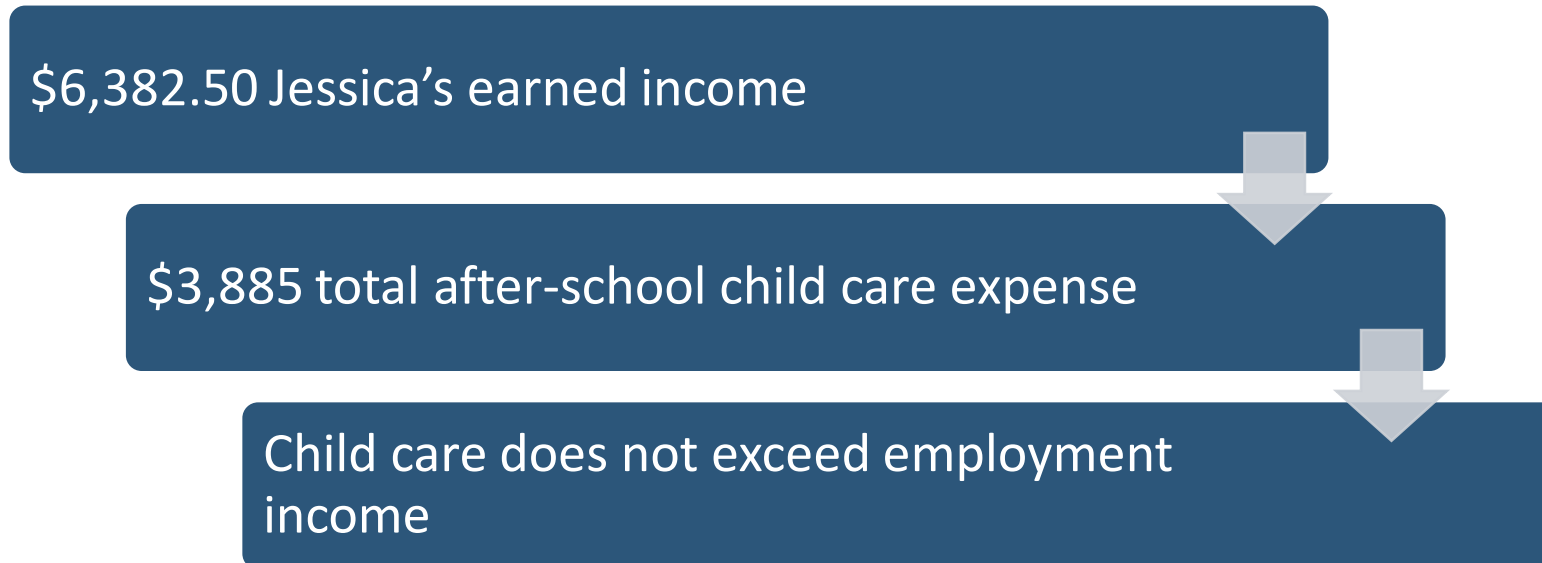 $6,382.50 Jessica’s earned income
$3,885 total after-school child care expense
Child care does not exceed employment
income